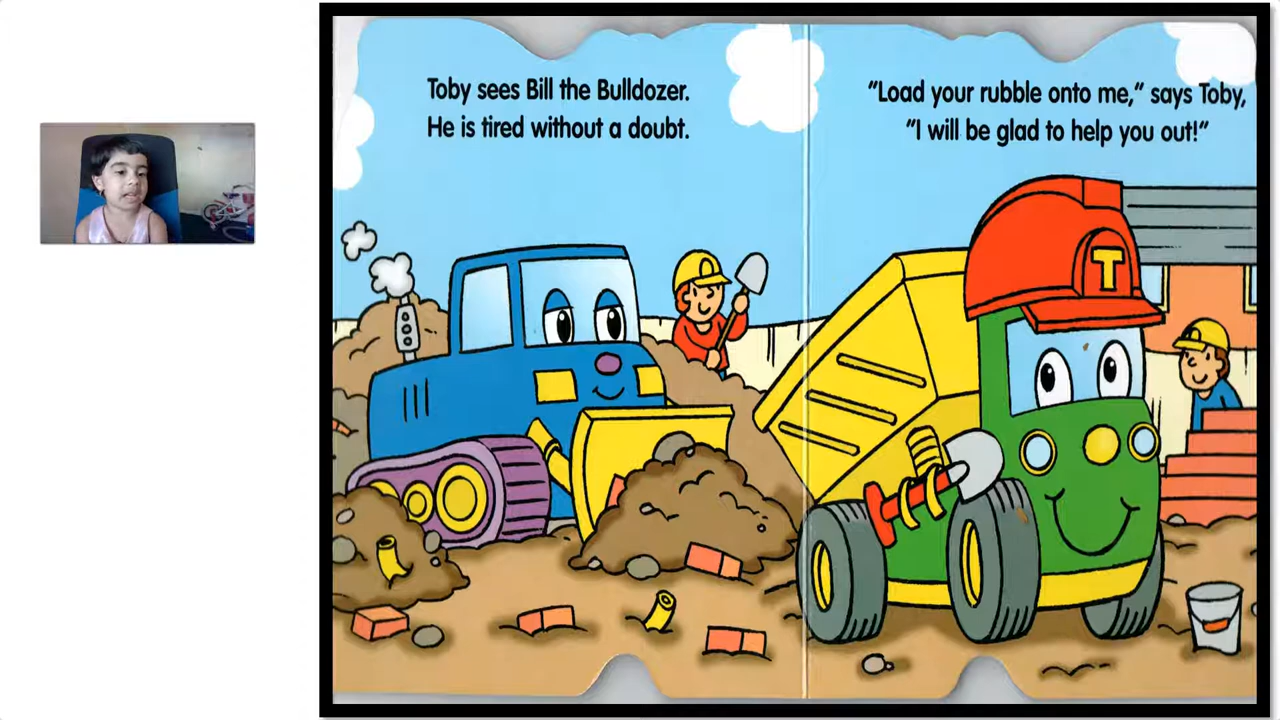 Toby sees Bill the Bulldozer.
He is tired without a doubt.
“Load your rubble onto me,” says Toby,
“I will be glad to help you out!”
T